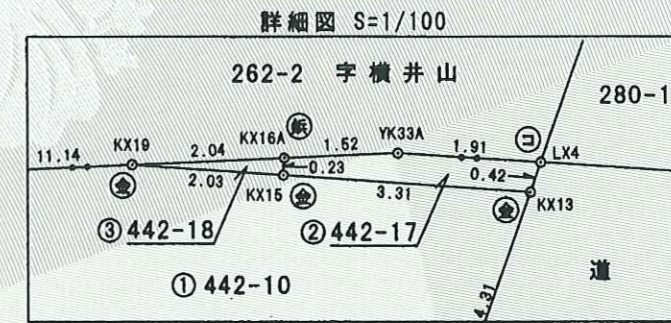 詳細図 S=1/100
262-2 字横井山
280-1
KX19
KX16A
鋲
YK33A
コ
LX4
11.14
2.04
1.52
1.91
0.23
0.42
金
2.03
KX15
金
3.31
金
KX13
③ 442-18
② 442-17
① 442-10
道
4.31